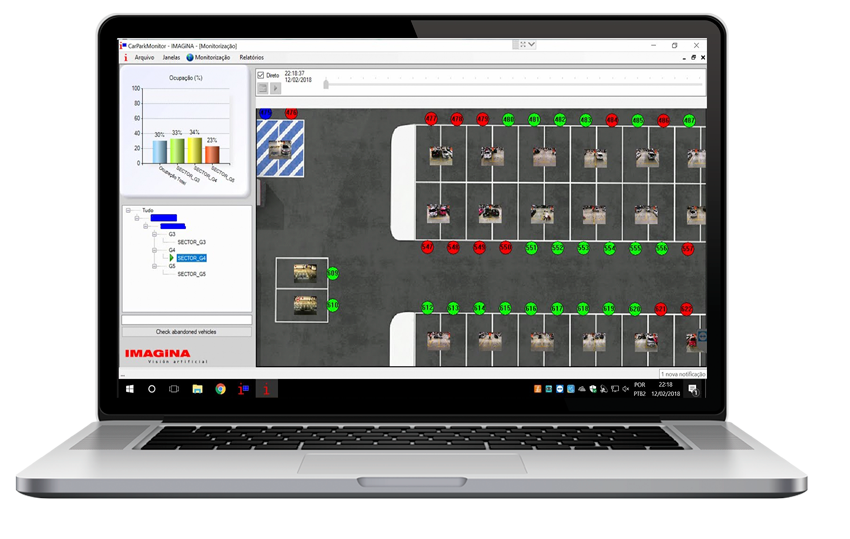 CarParkMonitor - IMAGINA - [Monitorização]
Arquivo Janelas Monitorização Relatórios
Ocupação (%)
100
80
60
40
20
0
30% 33% 34% 23%
Ocupação Total SECTOR_G3 SECTOR_G4 SECTOR_G5
Direto 22:18:37
12/02/2018
Tudo
G3
SECTOR_G3
G4
SECTOR_G4
G5
SECTOR_G5
Check abandoned vehicles
IMAGINA
Visión artificial
476
477 478 479 480 481 482 483 484 485 486 487
547 548 549 550 551 552 553 554 555 556 557
609
610
612 613 614 615 616 617 618 619 620 621 622
1 nova notificação
POR 22:18
PTB2 12/02/2018